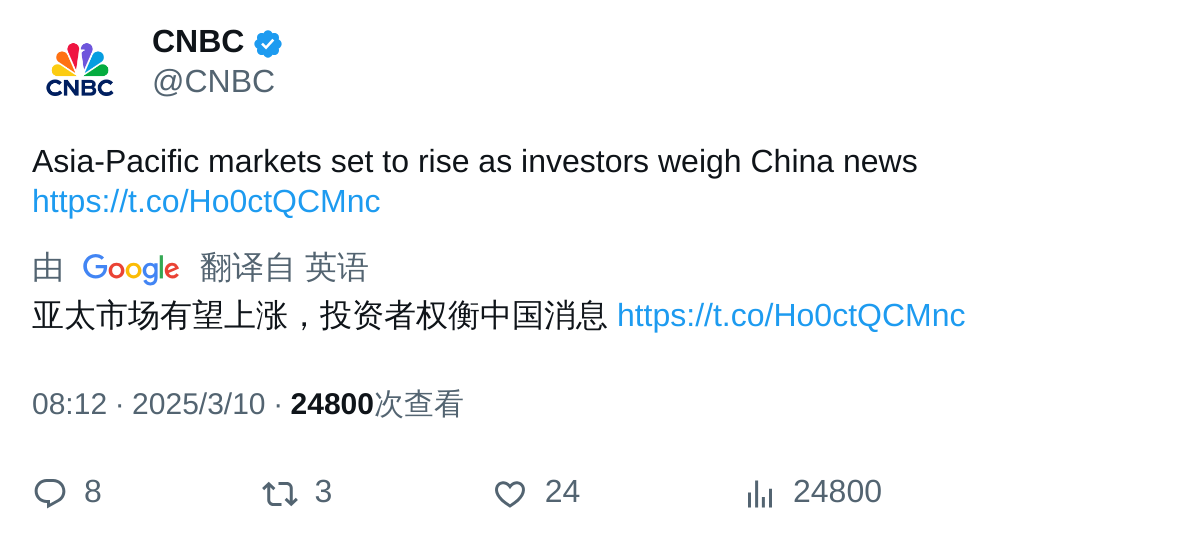 CNBC
CNBC
@CNBC
Asia-Pacific markets set to rise as investors weigh China news
https://t.co/Ho0ctQCMnc
由 Google 翻译自 英语
亚太市场有望上涨，投资者权衡中国消息 https://t.co/Ho0ctQCMnc
08:12 · 2025/3/10 · 24800次查看
8 3 24 24800